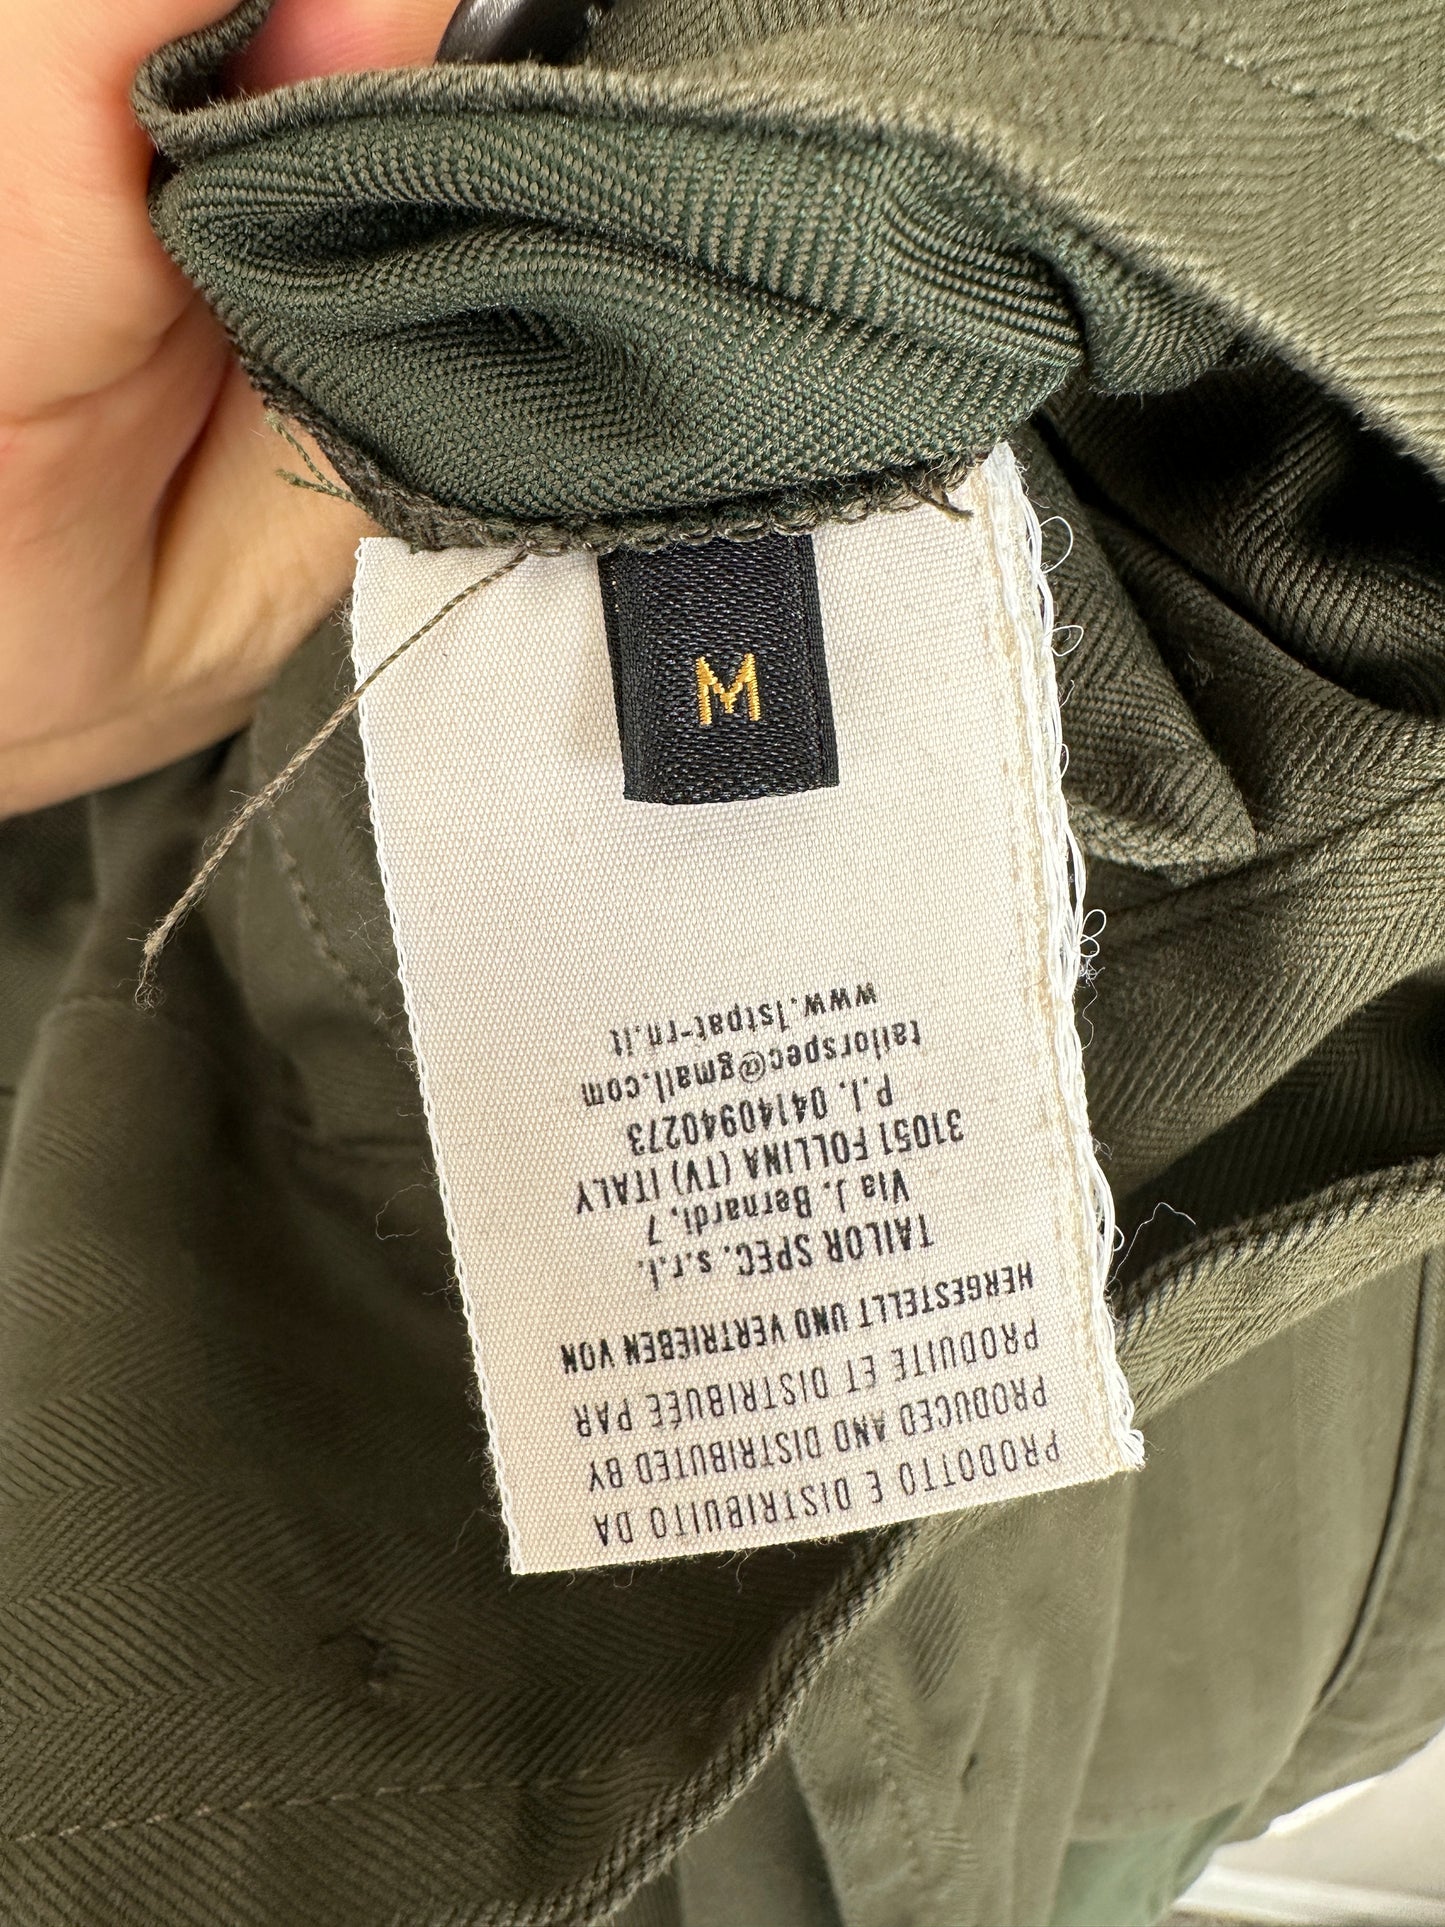 M
PRODOTTO E DISTRIBUITO DA
PRODUCED AND DISTRIBUTED BY
PRODUITE ET DISTRIBUÉE PAR
HERGESTELLT UND VERTRIEBEN VON
TAILOR SPEC. s.r.l.
Via J. Bernardi, 7
31051 FOLLINA (TV) ITALY
P.I. 04140940273
tailorspec@gmail.com
www.1stpat-rn.it